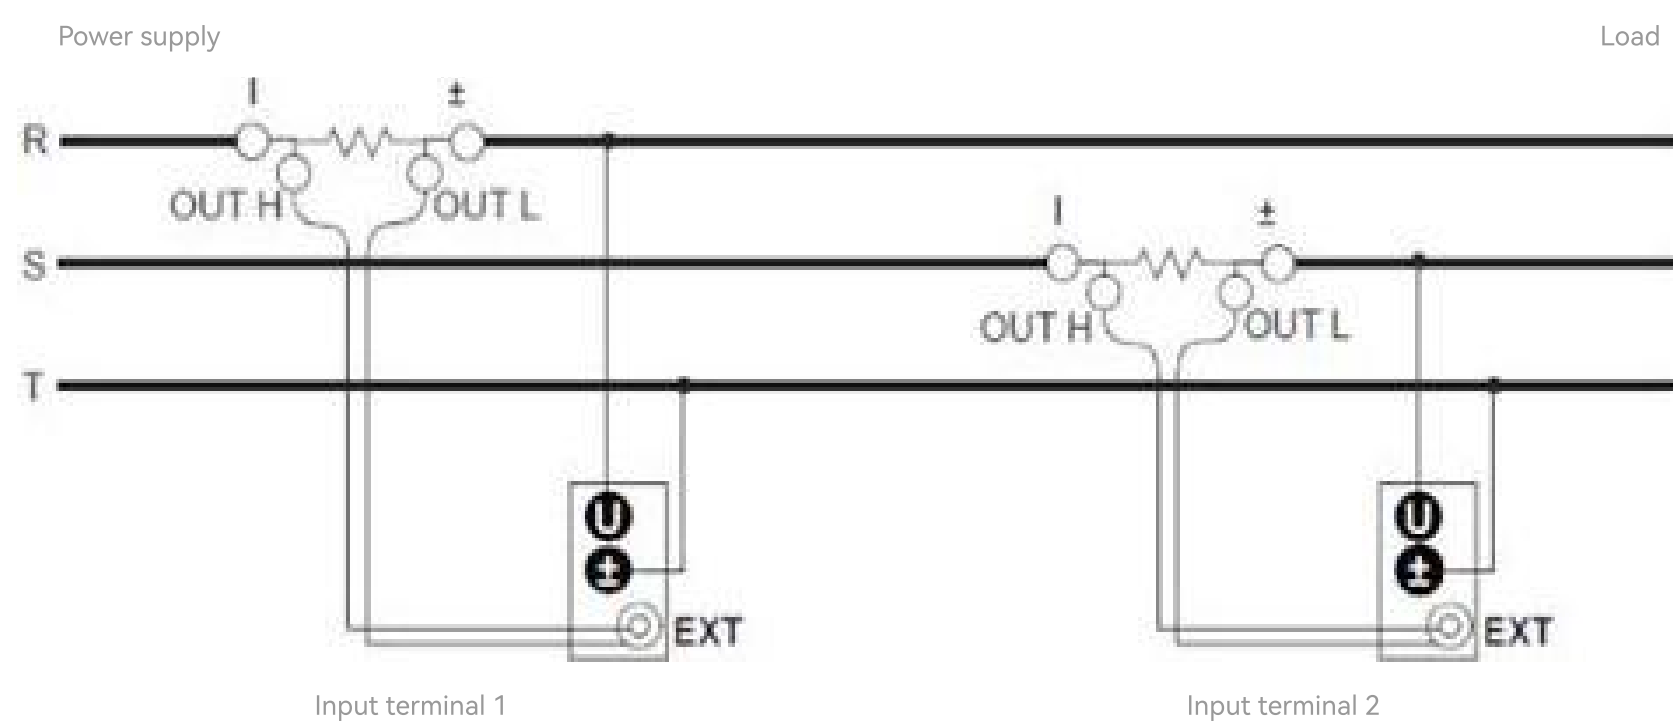 Power supply
Load
I
±
R
OUT H
OUT L
I
±
S
OUT H
OUT L
T
U
U
±
±
EXT
EXT
Input terminal 1
Input terminal 2